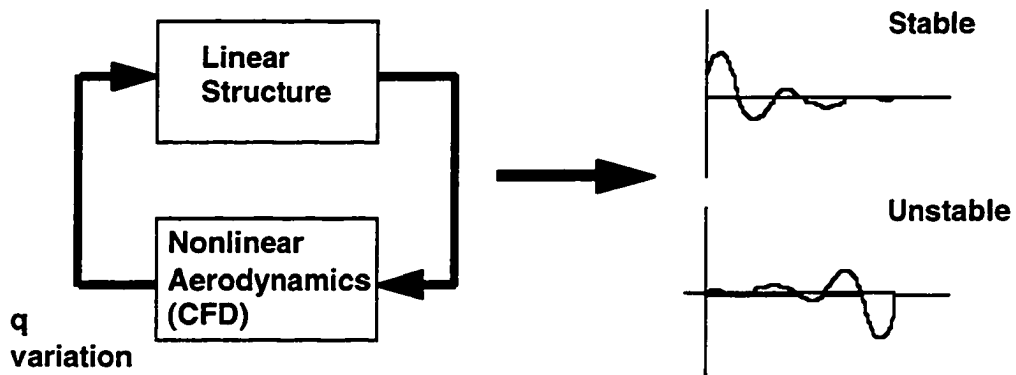 Linear
Structure
Nonlinear
Aerodynamics
(CFD)
q
variation
Stable
Unstable